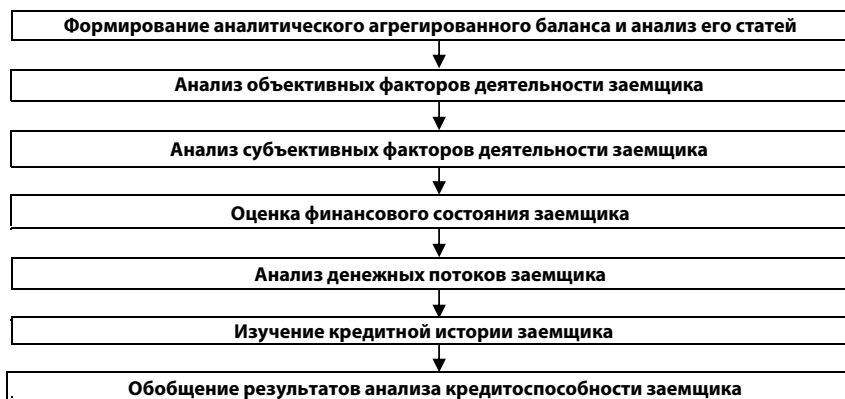 Формирование аналитического агрегированного баланса и анализ его статей
Анализ объективных факторов деятельности заемщика
Анализ субъективных факторов деятельности заемщика
Оценка финансового состояния заемщика
Анализ денежных потоков заемщика
Изучение кредитной истории заемщика
Обобщение результатов анализа кредитоспособности заемщика